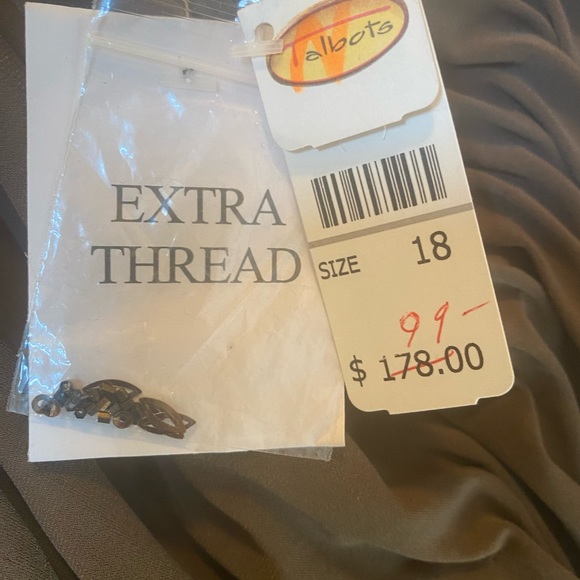 Talbots
EXTRA
THREAD
SIZE 18
99-
$ 178.00